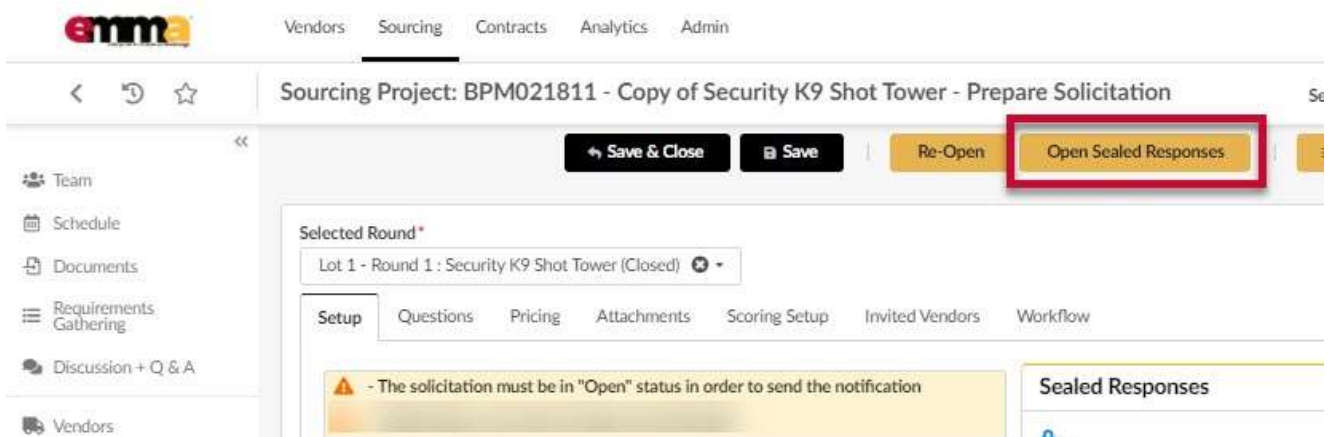 emma
Vendors Sourcing Contracts Analytics Admin
Sourcing Project: BPM021811 - Copy of Security K9 Shot Tower - Prepare Solicitation
Save & Close Save Re-Open Open Sealed Responses
Team
Schedule
Documents
Requirements
Gathering
Discussion + Q & A
Vendors
Selected Round*
Lot 1 - Round 1 : Security K9 Shot Tower (Closed)
Setup Questions Pricing Attachments Scoring Setup Invited Vendors Workflow
- The solicitation must be in "Open" status in order to send the notification
Sealed Responses